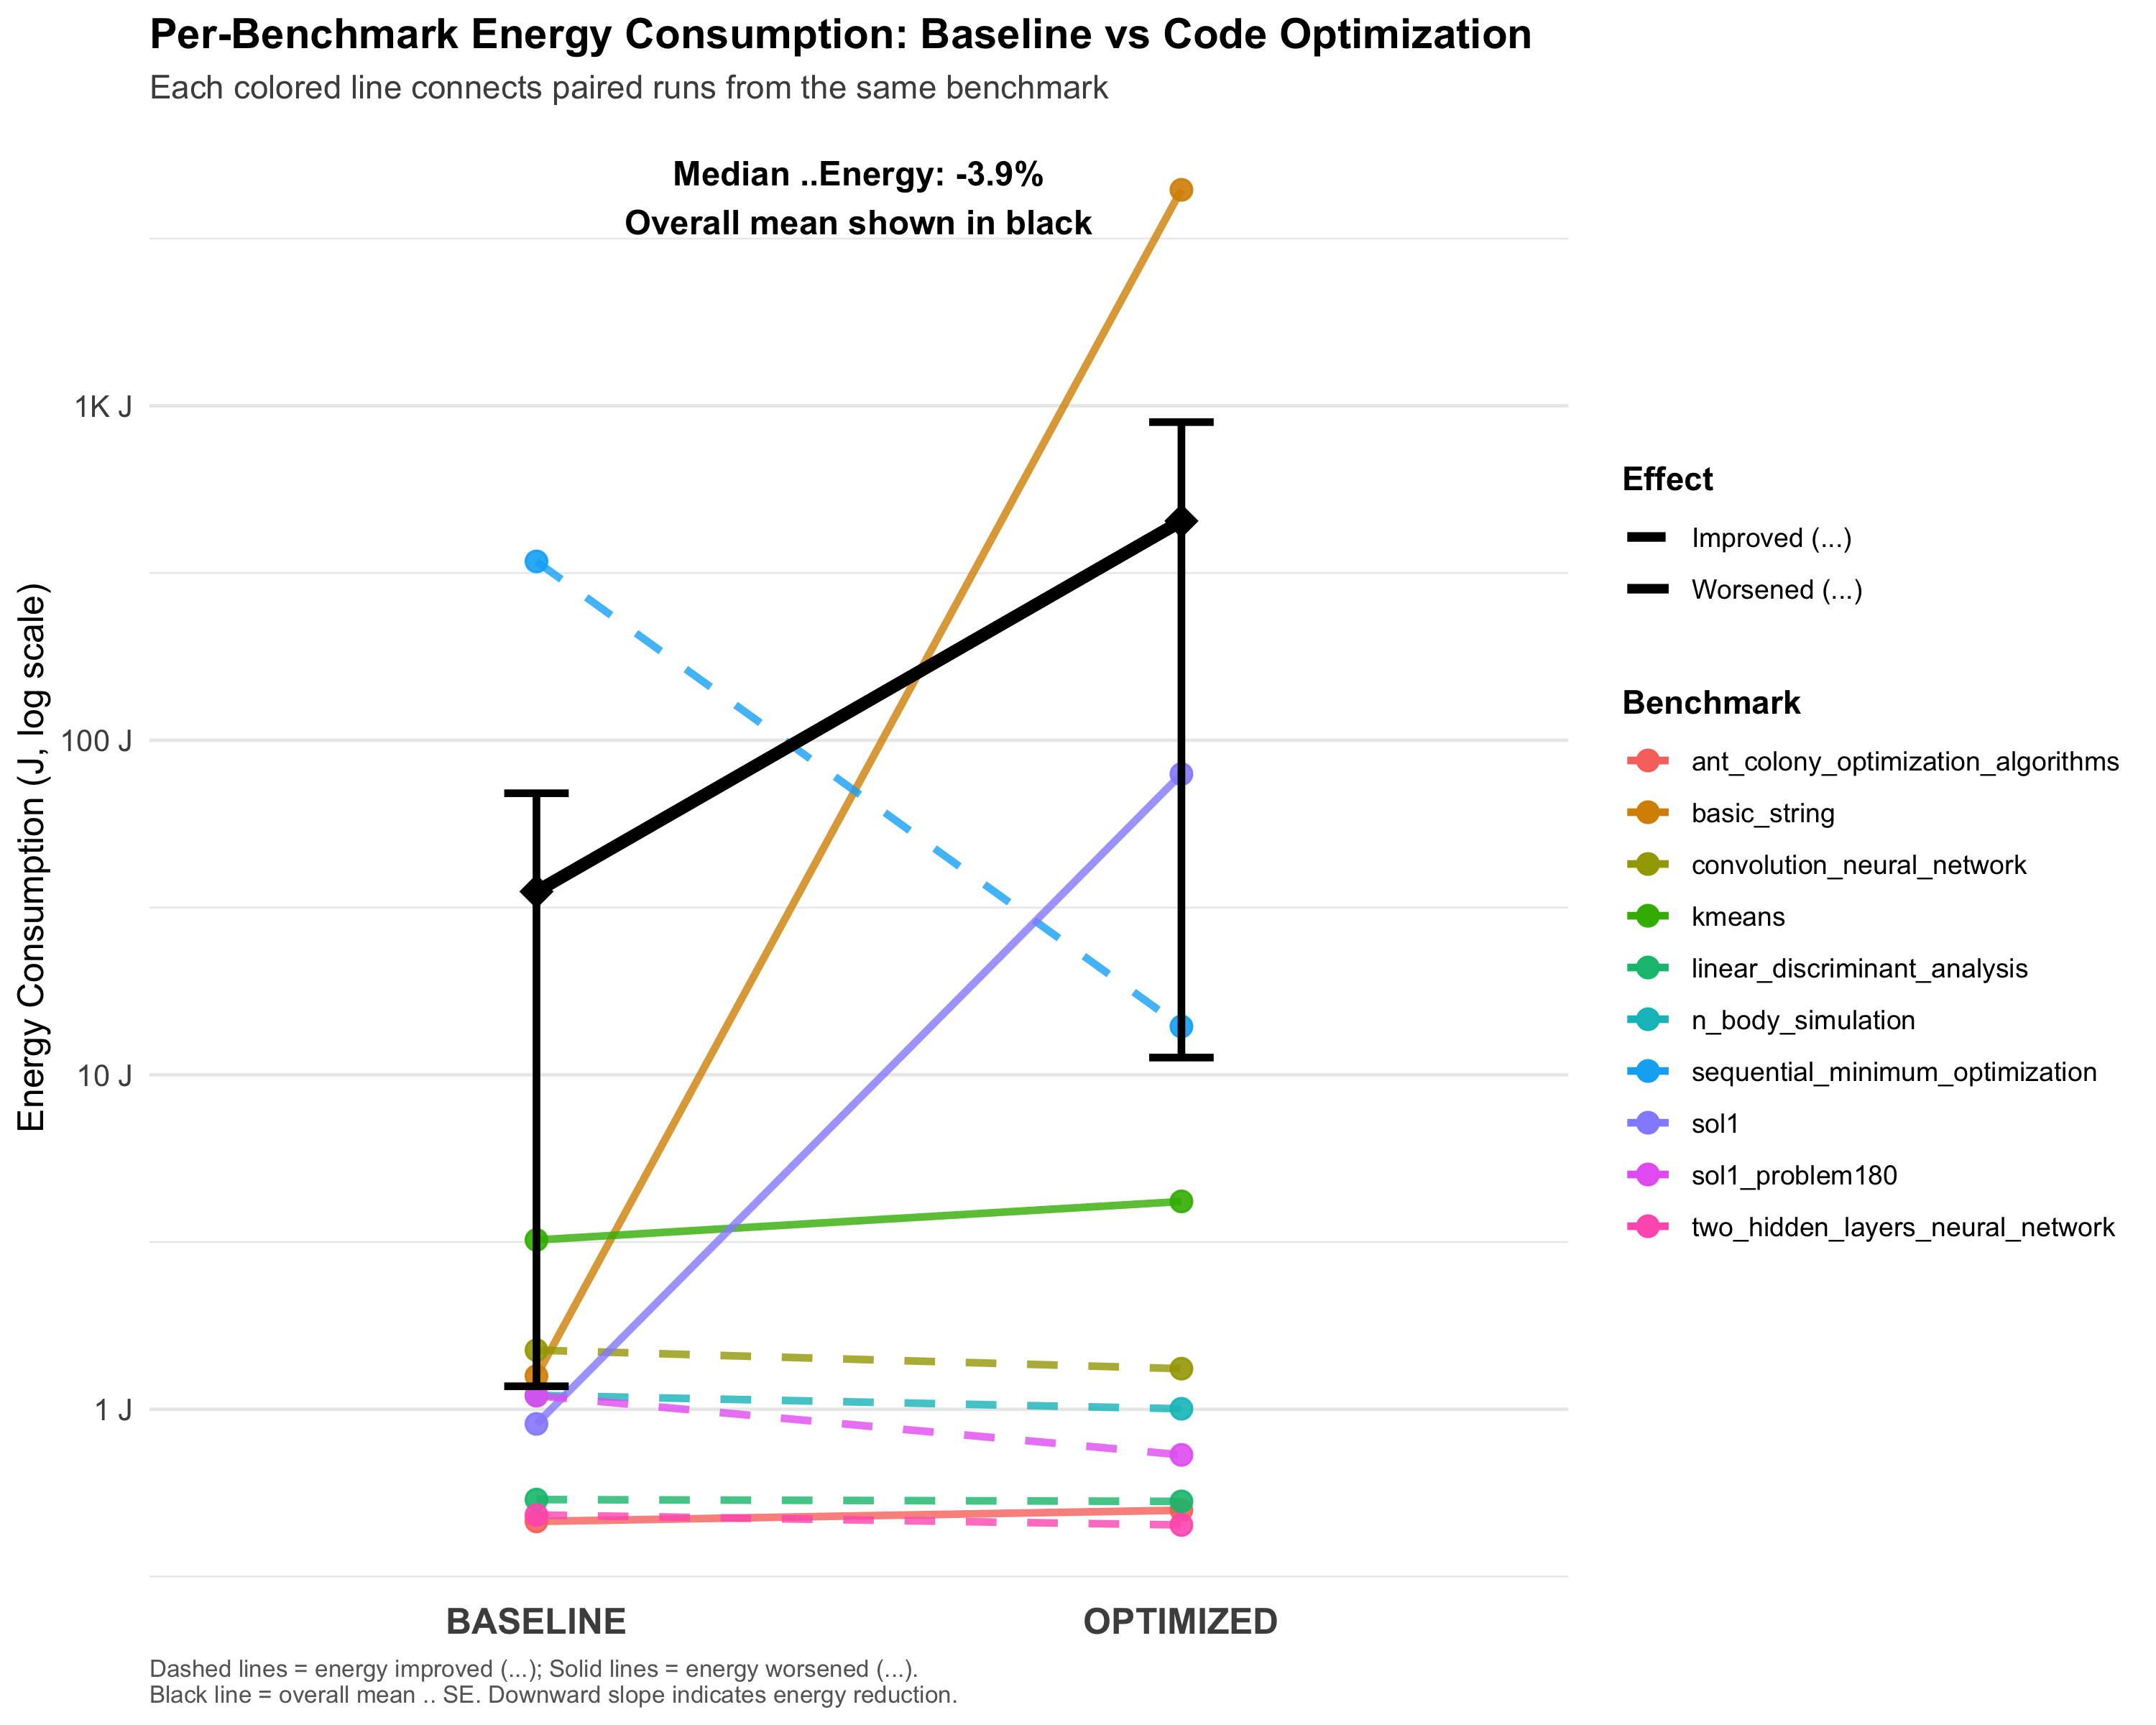 Per-Benchmark Energy Consumption: Baseline vs Code Optimization
Each colored line connects paired runs from the same benchmark
Median ..Energy: -3.9%
Overall mean shown in black
Energy Consumption (J, log scale)
1K J
100 J
10 J
1 J
BASELINE
OPTIMIZED
Effect
Improved (...)
Worsened (...)
Benchmark
ant_colony_optimization_algorithms
basic_string
convolution_neural_network
kmeans
linear_discriminant_analysis
n_body_simulation
sequential_minimum_optimization
sol1
sol1_problem180
two_hidden_layers_neural_network
Dashed lines = energy improved (...); Solid lines = energy worsened (...).
Black line = overall mean .. SE. Downward slope indicates energy reduction.